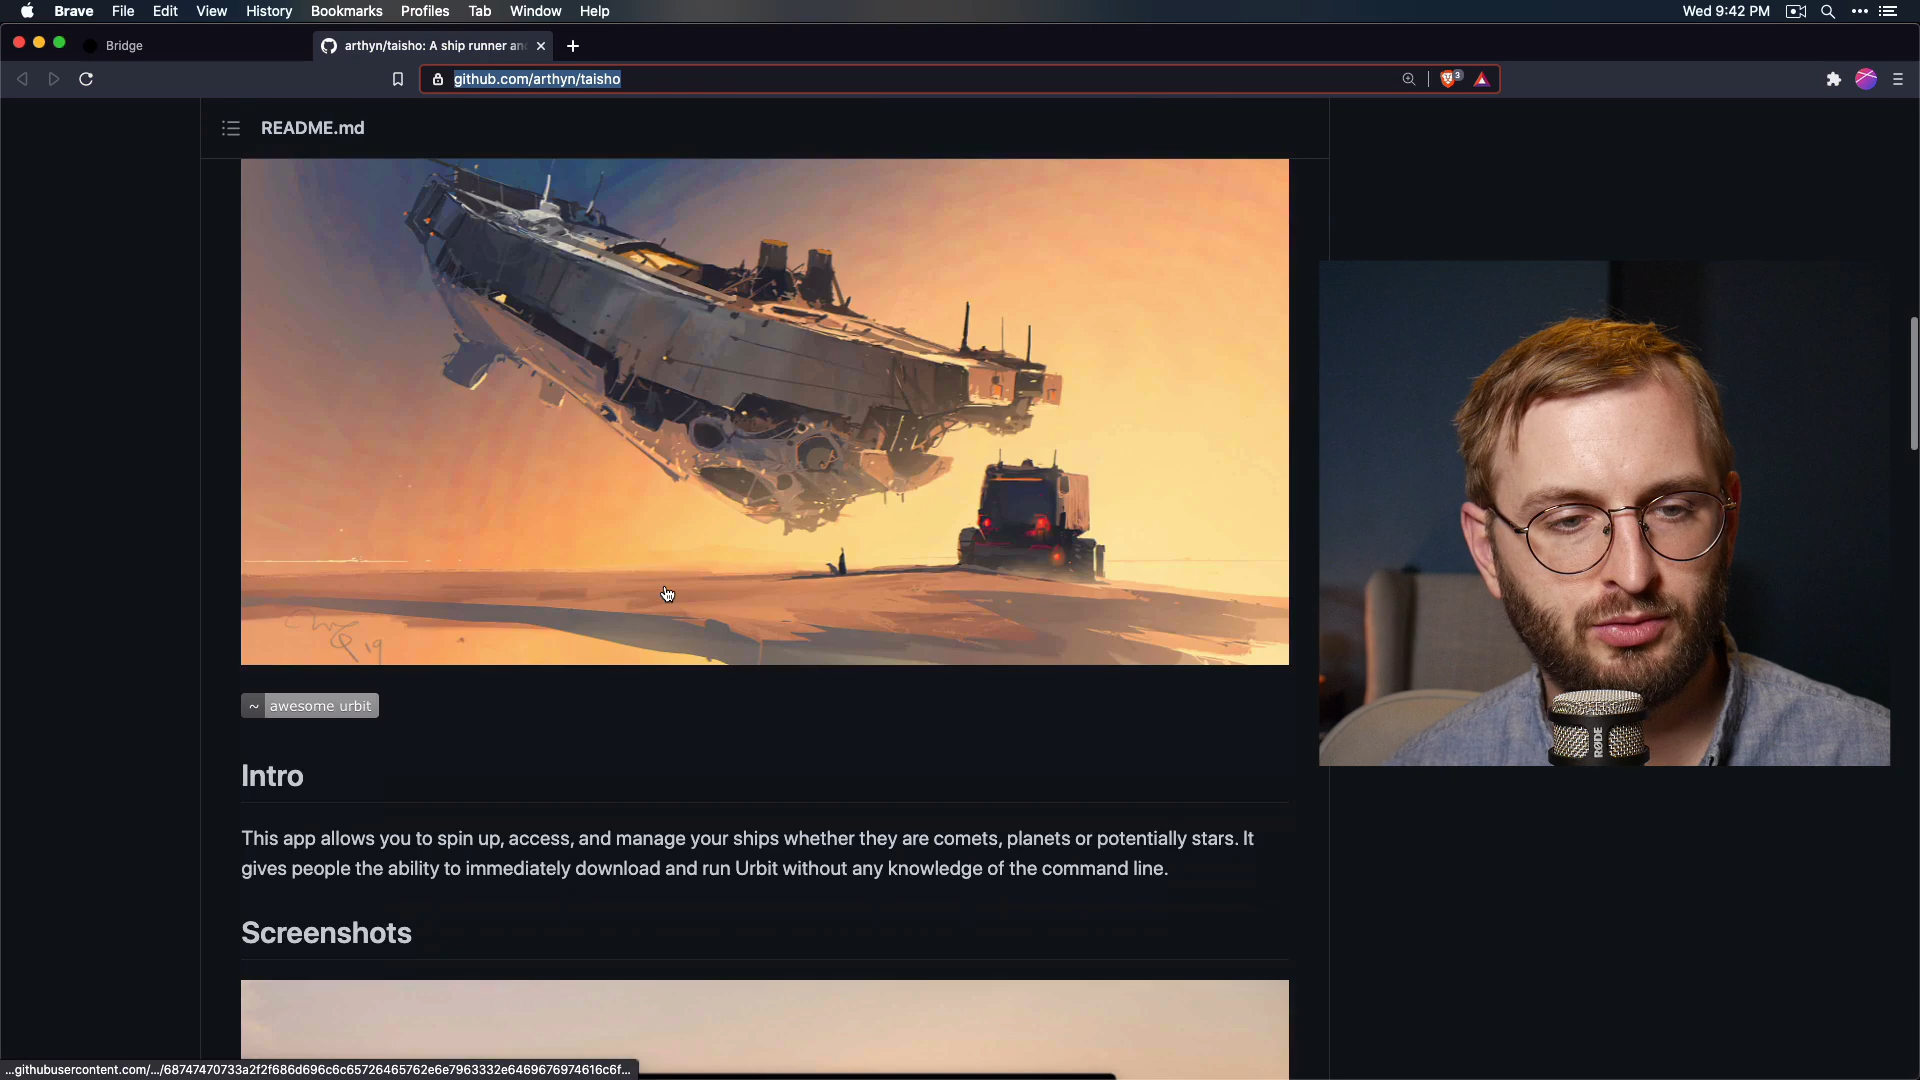 Brave File Edit View History Bookmarks Profiles Tab Window Help Wed 9:42 PM
Bridge arthyn/taisho: A ship runner an
github.com/arthyn/taisho 3
README.md
19
RØDE
~ awesome urbit
Intro
This app allows you to spin up, access, and manage your ships whether they are comets, planets or potentially stars. It
gives people the ability to immediately download and run Urbit without any knowledge of the command line.
Screenshots
...githubusercontent.com/.../68747470733a2f2f686d696c6c65726465762e6e7963332e6469676974616c6f...